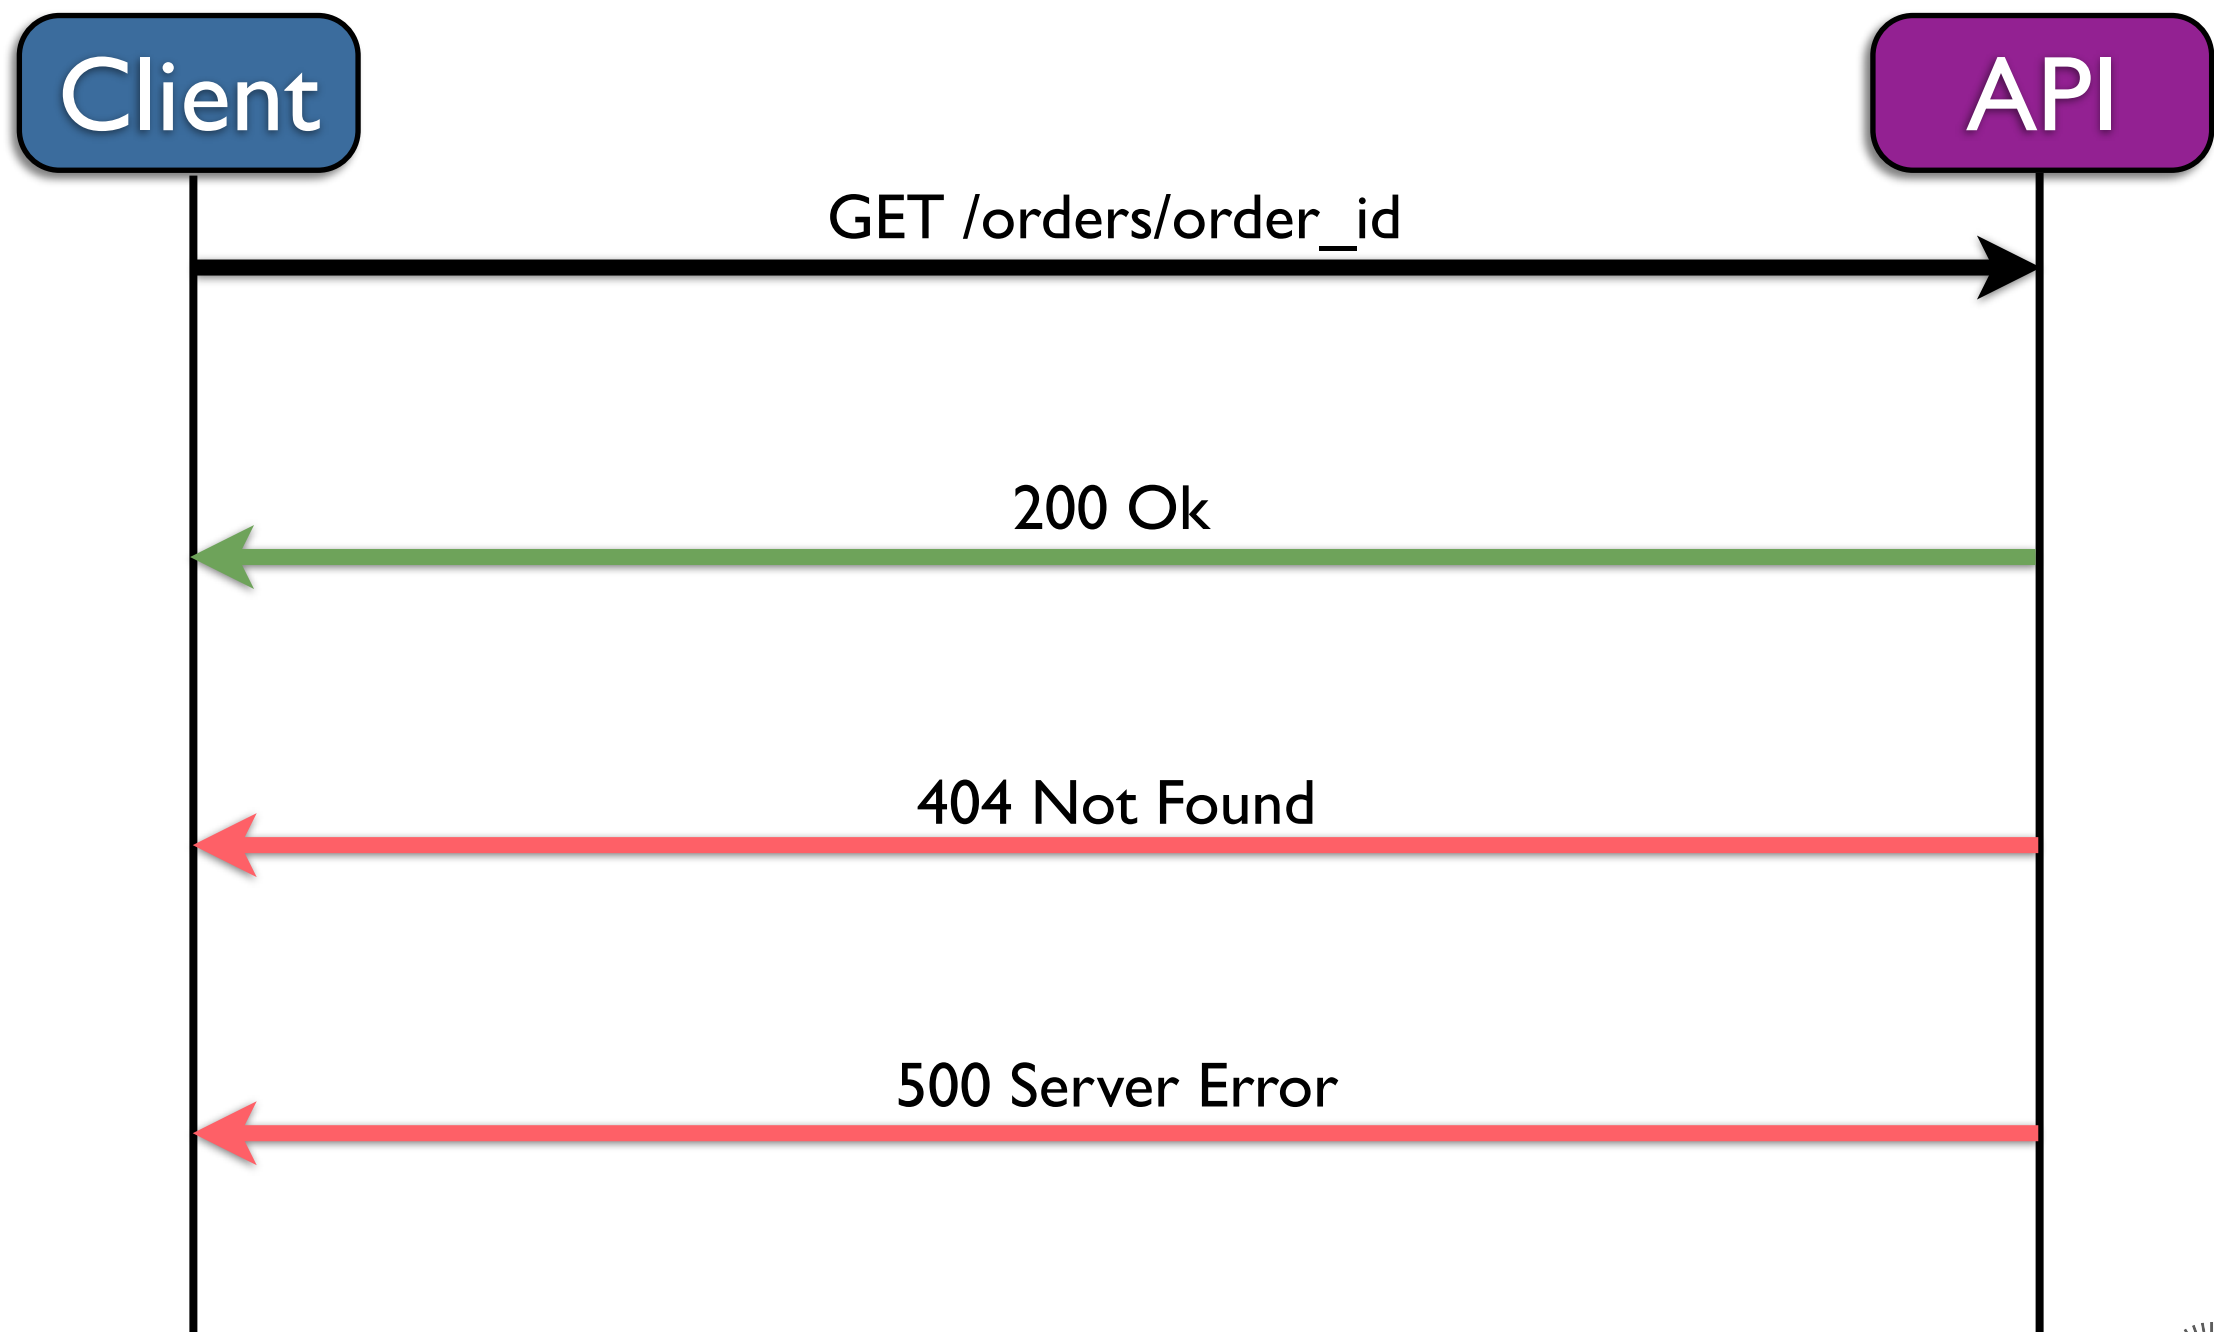 Client
API
GET /orders/order_id
200 Ok
404 Not Found
500 Server Error